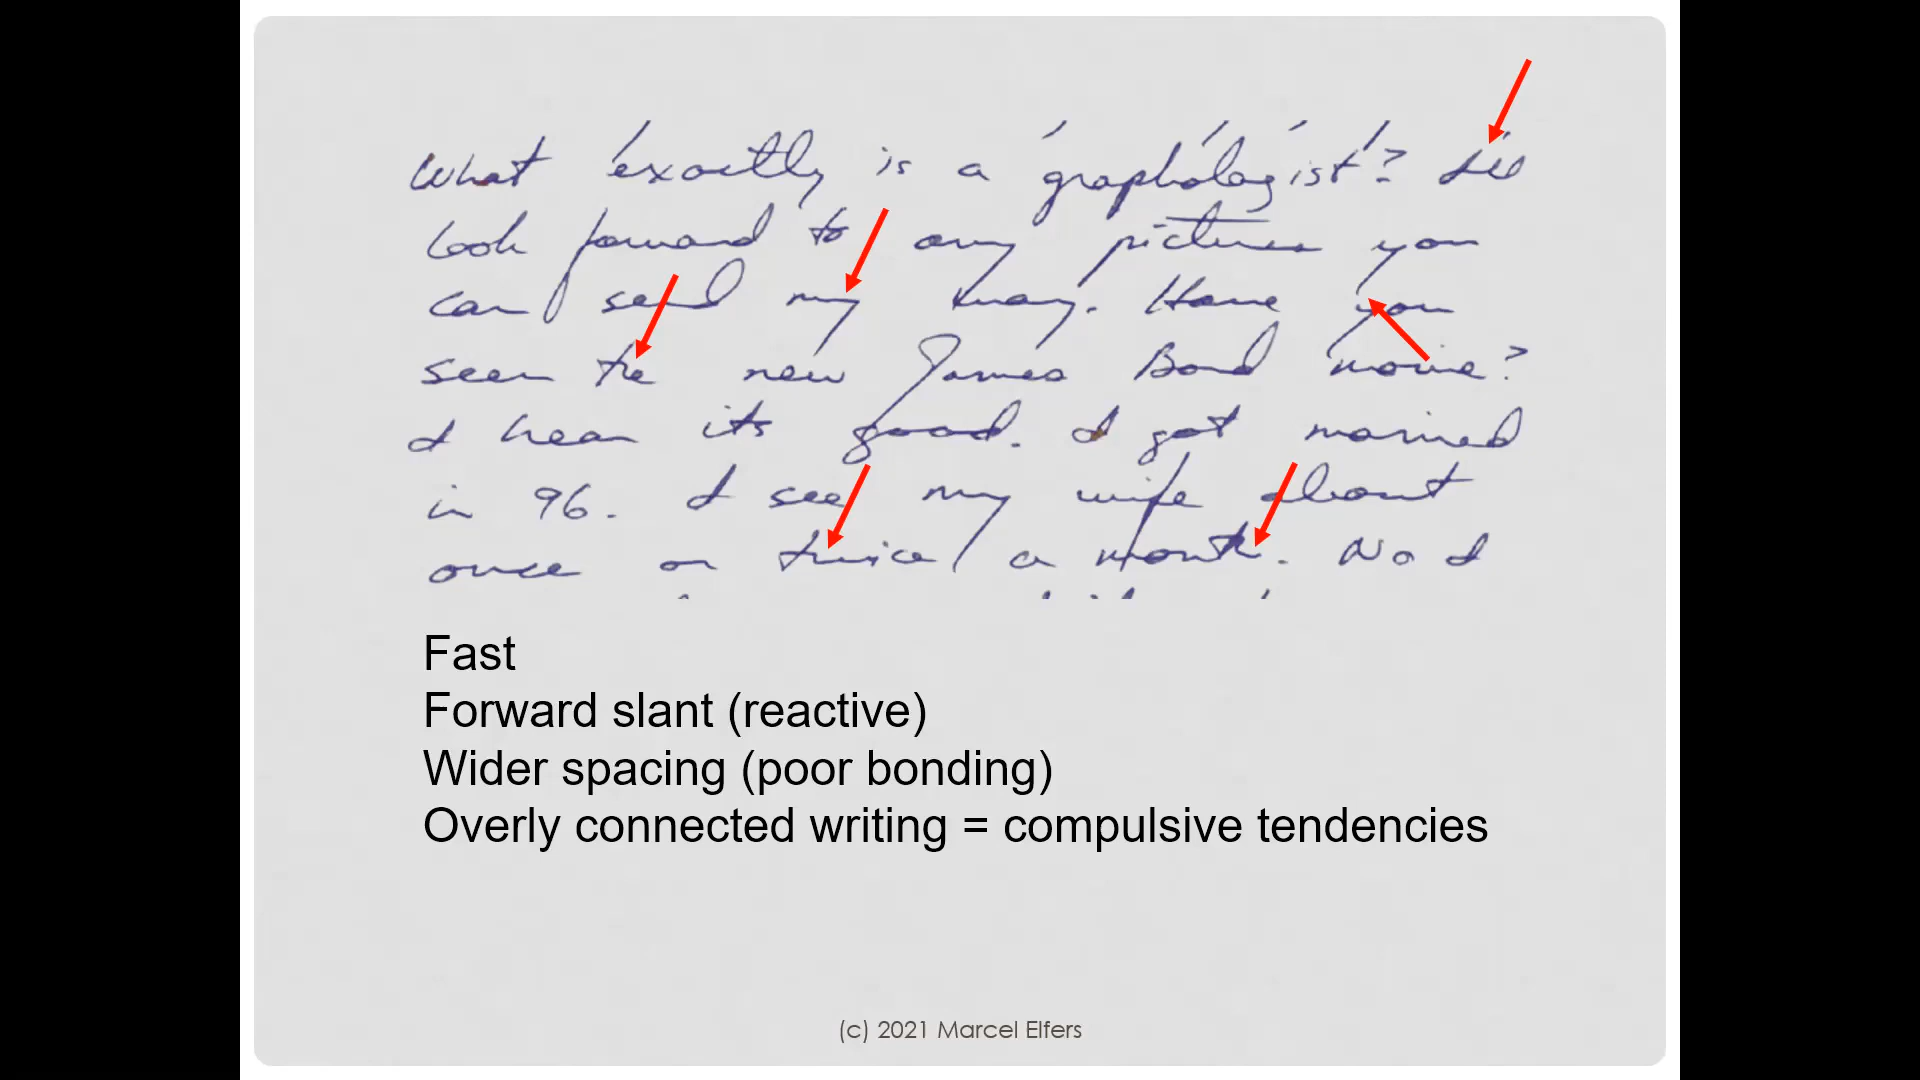 What exactly is a graphologist? I'll
look forward to any pictures you
can send my way. Have you
seen the new James Bond movie?
I hear its good. I got married
in 96. I see my wife about
once or twice a month. No I
Fast
Forward slant (reactive)
Wider spacing (poor bonding)
Overly connected writing = compulsive tendencies
(c) 2021 Marcel Elfers